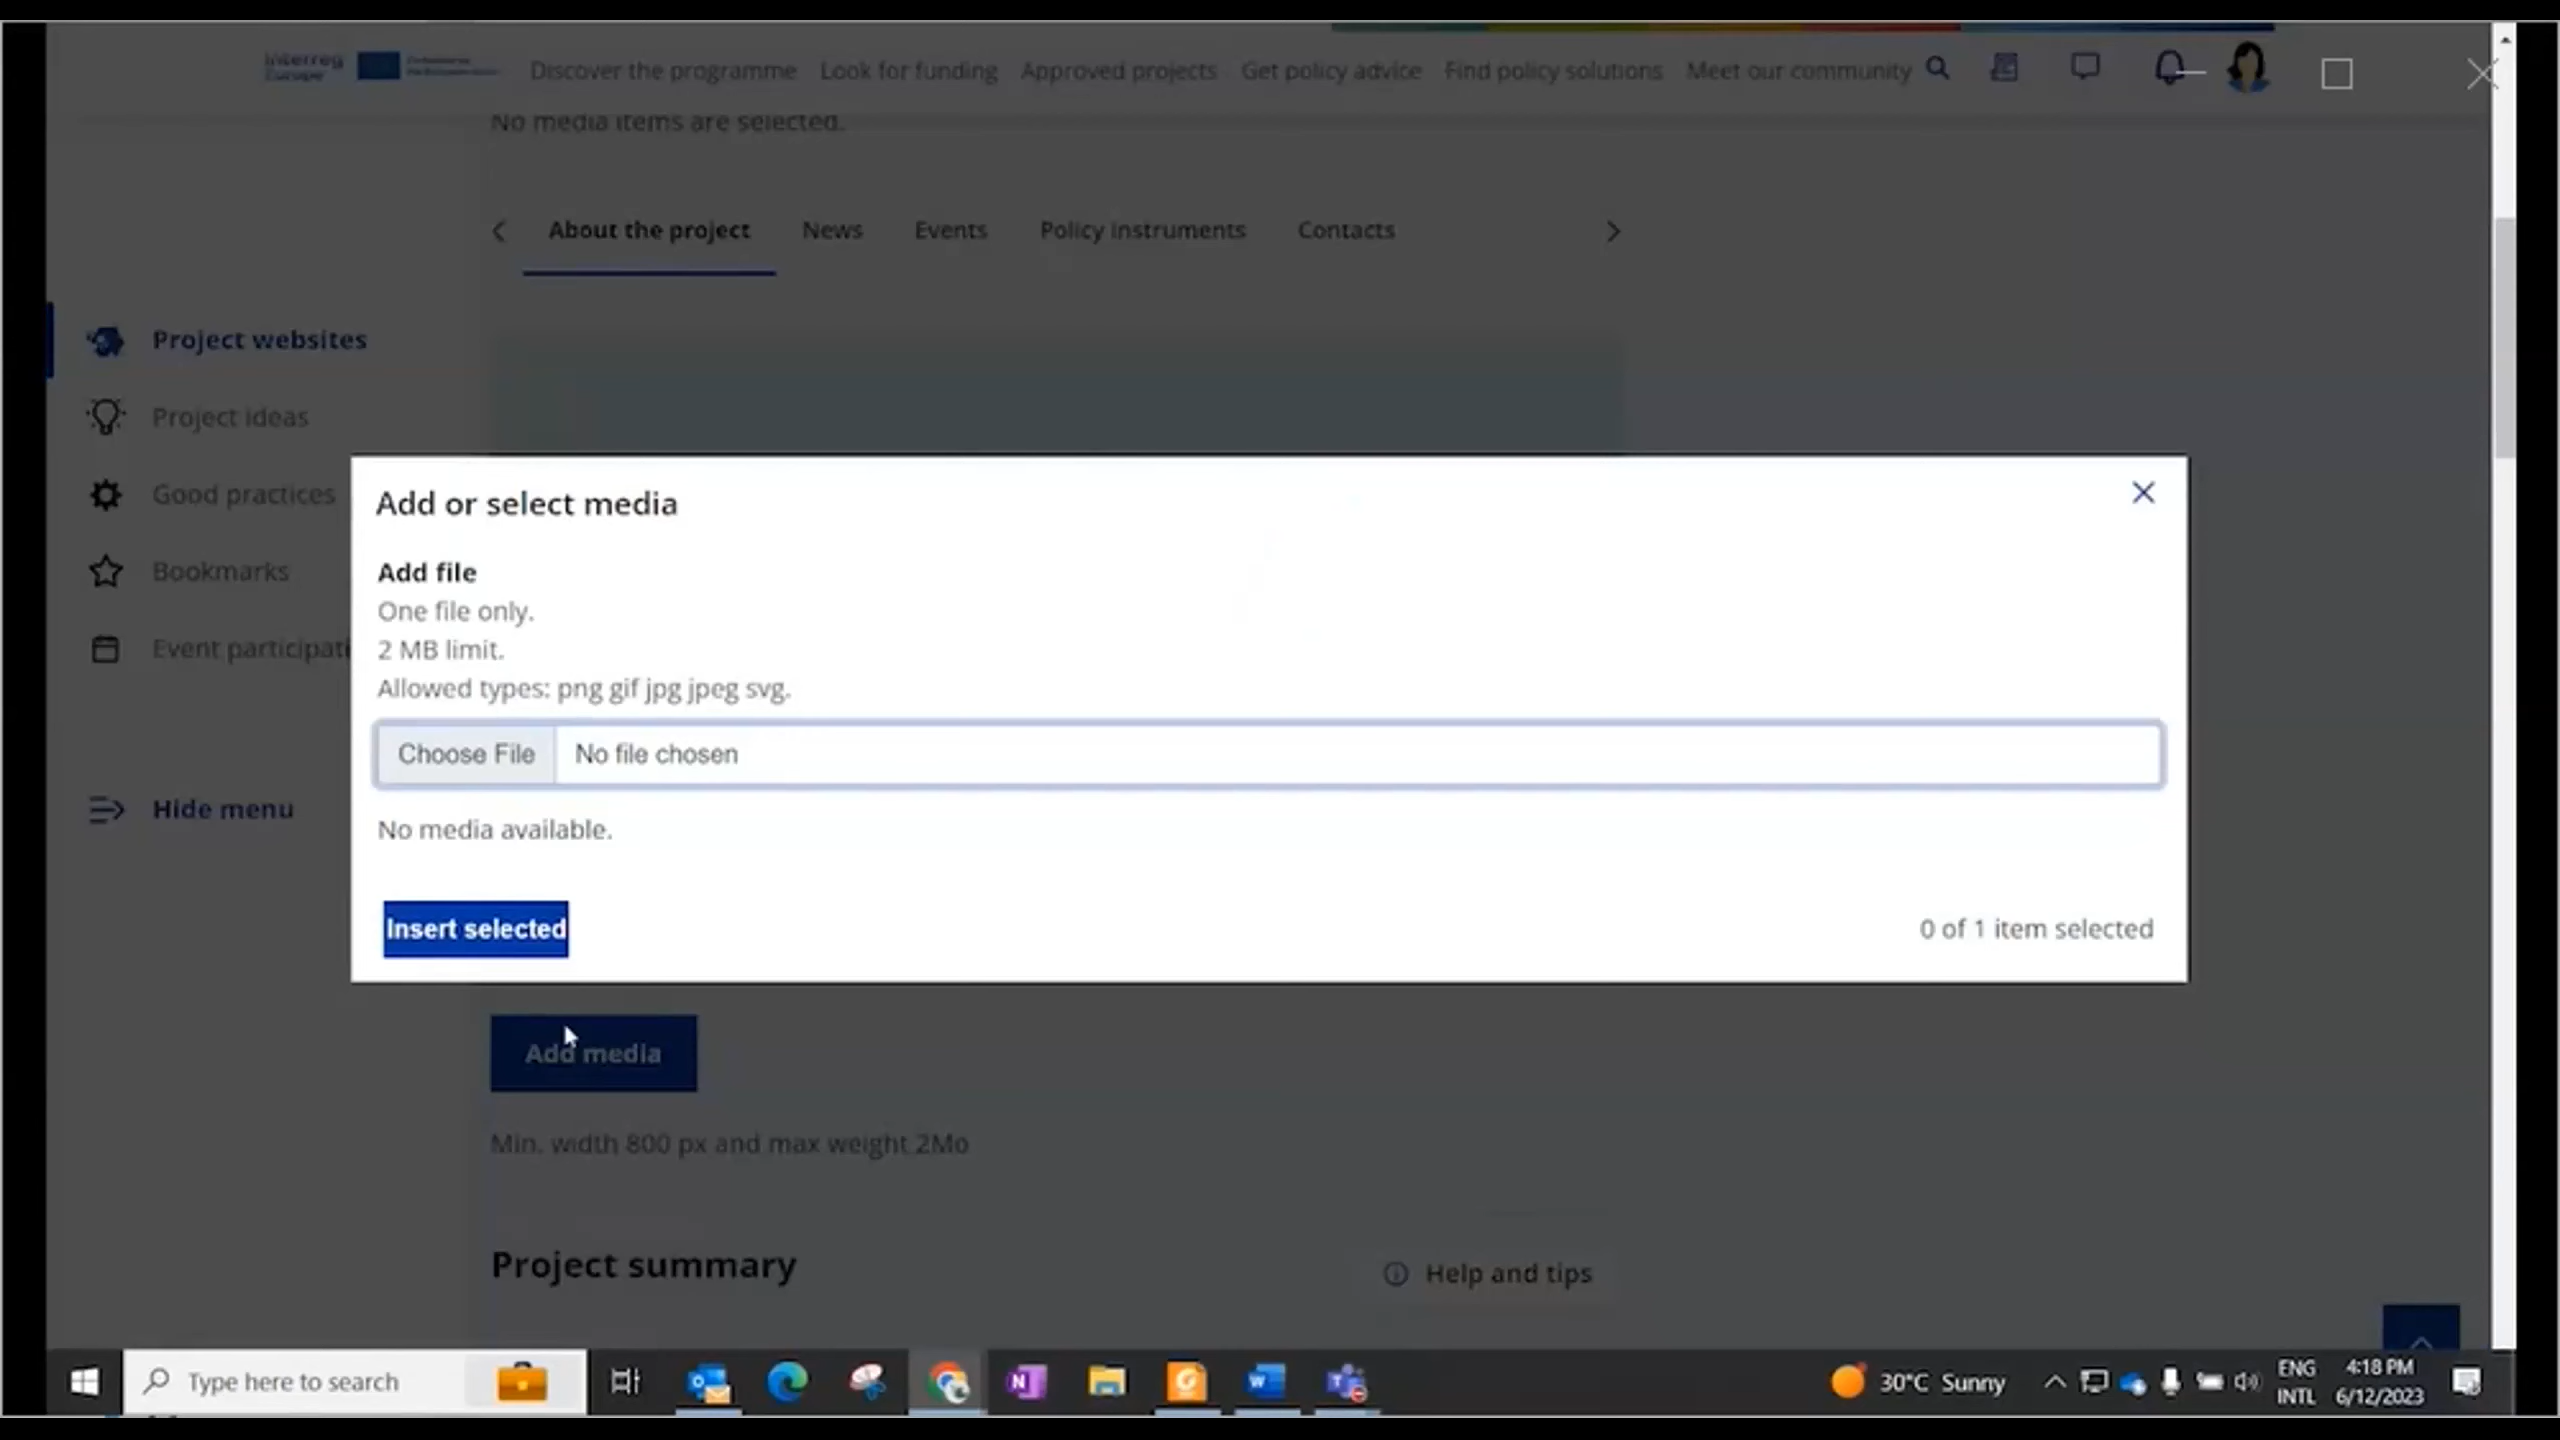 Interreg
Europe
Discover the programme Look for funding Approved projects Get policy advice Find policy solutions Meet our community
No media items are selected.
About the project News Events Policy instruments Contacts
Project websites
Project ideas
Good practices
Bookmarks
Event participati
Hide menu
Add or select media
Add file
One file only.
2 MB limit.
Allowed types: png gif jpg jpeg svg.
Choose File No file chosen
No media available.
Insert selected
0 of 1 item selected
Add media
Min. width 800 px and max weight 2Mo
Project summary
Help and tips
Type here to search
30°C Sunny
ENG
INTL
4:18 PM
6/12/2023